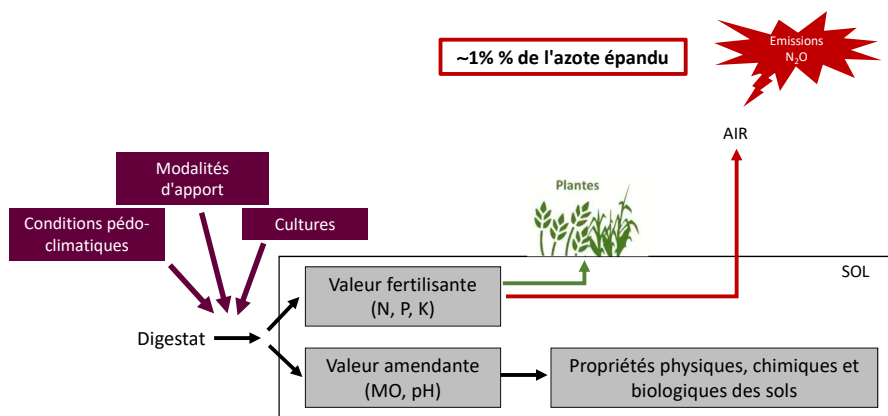 ~1% % de l'azote épandu
Emissions
N₂O
AIR
Modalités
d'apport
Conditions pédo-
climatiques
Cultures
Plantes
SOL
Valeur fertilisante
(N, P, K)
Digestat
Valeur amendante
(MO, pH)
Propriétés physiques, chimiques et
biologiques des sols